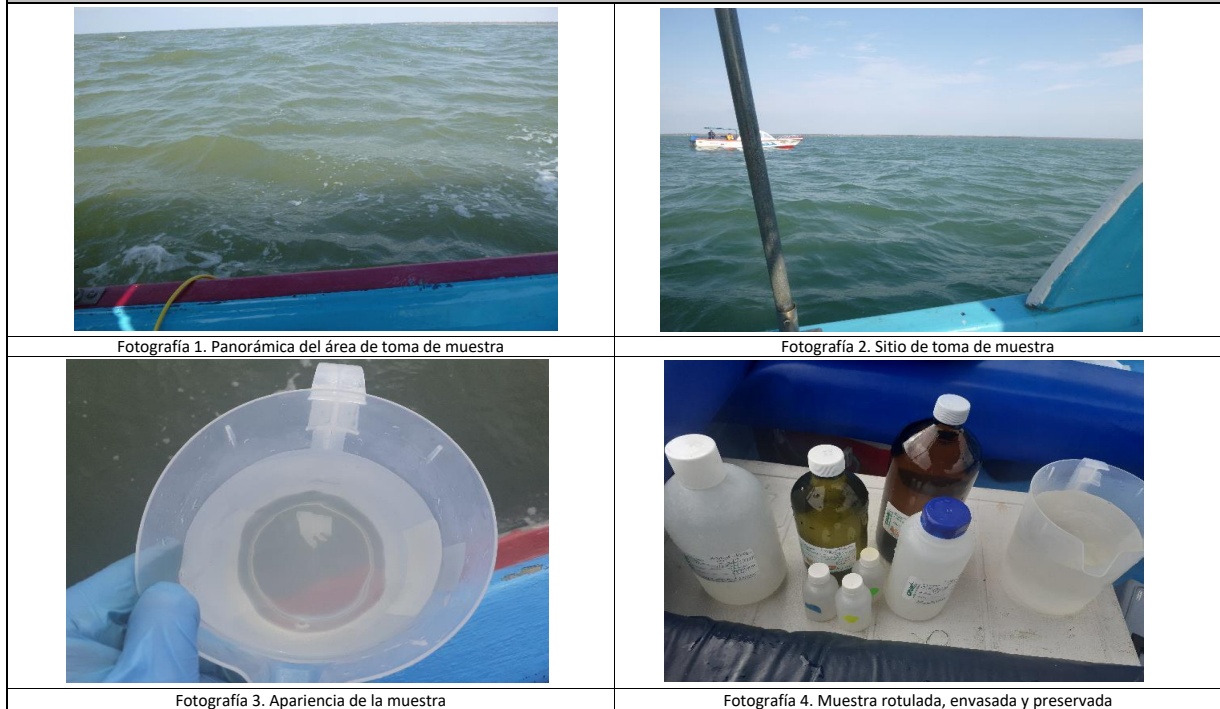 Fotografía 1. Panorámica del área de toma de muestra
Fotografía 2. Sitio de toma de muestra
Fotografía 3. Apariencia de la muestra
Fotografía 4. Muestra rotulada, envasada y preservada